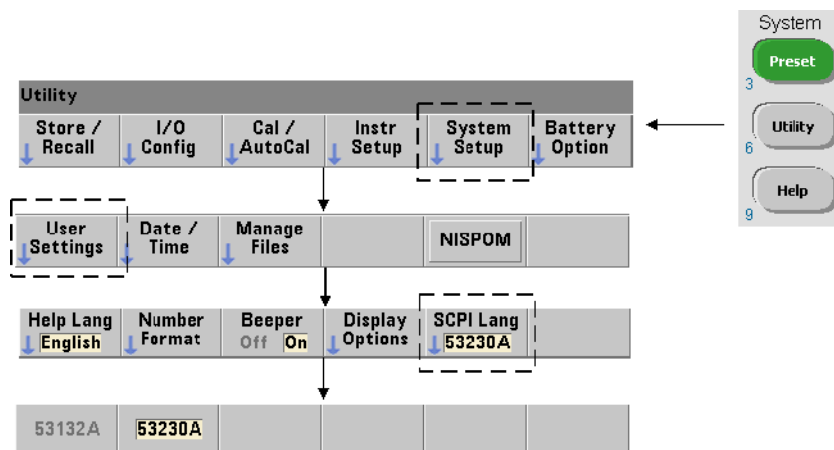 System
Preset
3
Utility
6
Help
9
Utility
Store / Recall
I/O Config
Cal / AutoCal
Instr Setup
System Setup
Battery Option
User Settings
Date / Time
Manage Files
NISPOM
Help Lang English
Number Format
Beeper Off On
Display Options
SCPI Lang 53230A
53132A
53230A